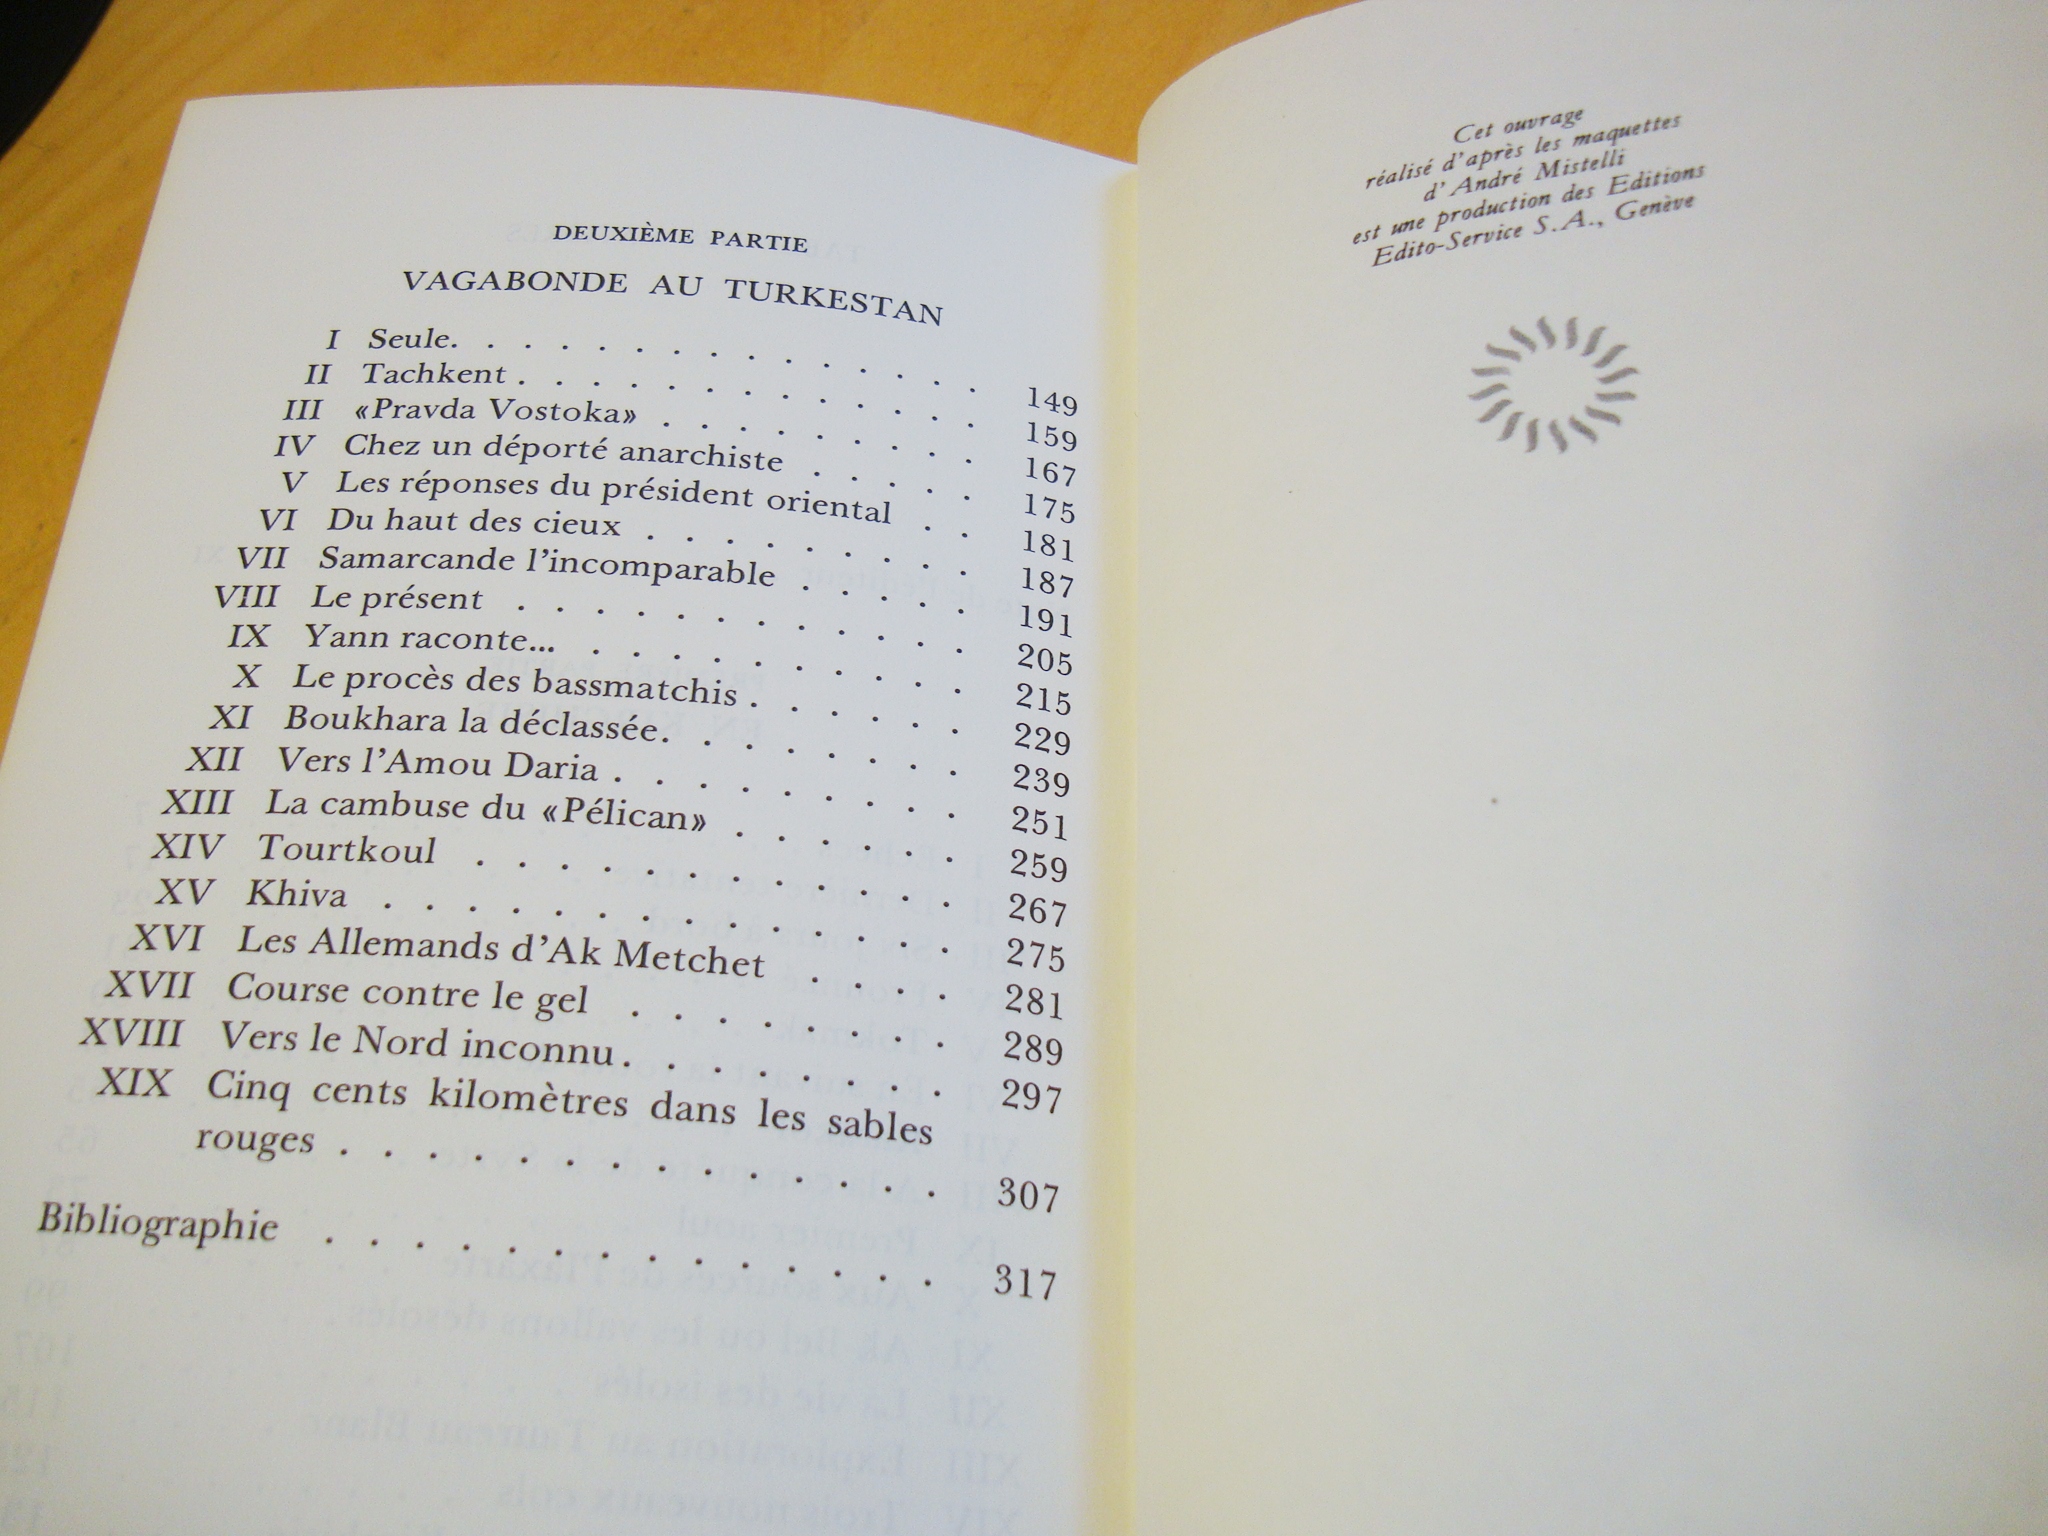 DEUXIÈME PARTIE
VAGABONDE AU TURKESTAN
I Seule. . . . . . . . . . . . . . . 149
II Tachkent . . . . . . . . . . . . . 159
III «Pravda Vostoka» . . . . . . . . . 167
IV Chez un déporté anarchiste . . . . . 175
V Les réponses du président oriental . . 181
VI Du haut des cieux . . . . . . . . . 187
VII Samarcande l'incomparable . . . . . 191
VIII Le présent . . . . . . . . . . . . 205
IX Yann raconte... . . . . . . . . . . 215
X Le procès des bassmatchis . . . . . . 229
XI Boukhara la déclassée. . . . . . . . 239
XII Vers l'Amou Daria . . . . . . . . . 251
XIII La cambuse du «Pélican» . . . . . . 259
XIV Tourtkoul . . . . . . . . . . . . 267
XV Khiva . . . . . . . . . . . . . . 275
XVI Les Allemands d'Ak Metchet . . . . 281
XVII Course contre le gel . . . . . . . . 289
XVIII Vers le Nord inconnu . . . . . . . . 297
XIX Cinq cents kilomètres dans les sables
rouges . . . . . . . . . . . . . . 307
Bibliographie . . . . . . . . . . . . . . 317
Cet ouvrage
réalisé d'après les maquettes
d'André Mistelli
est une production des Editions
Edito-Service S.A., Genève